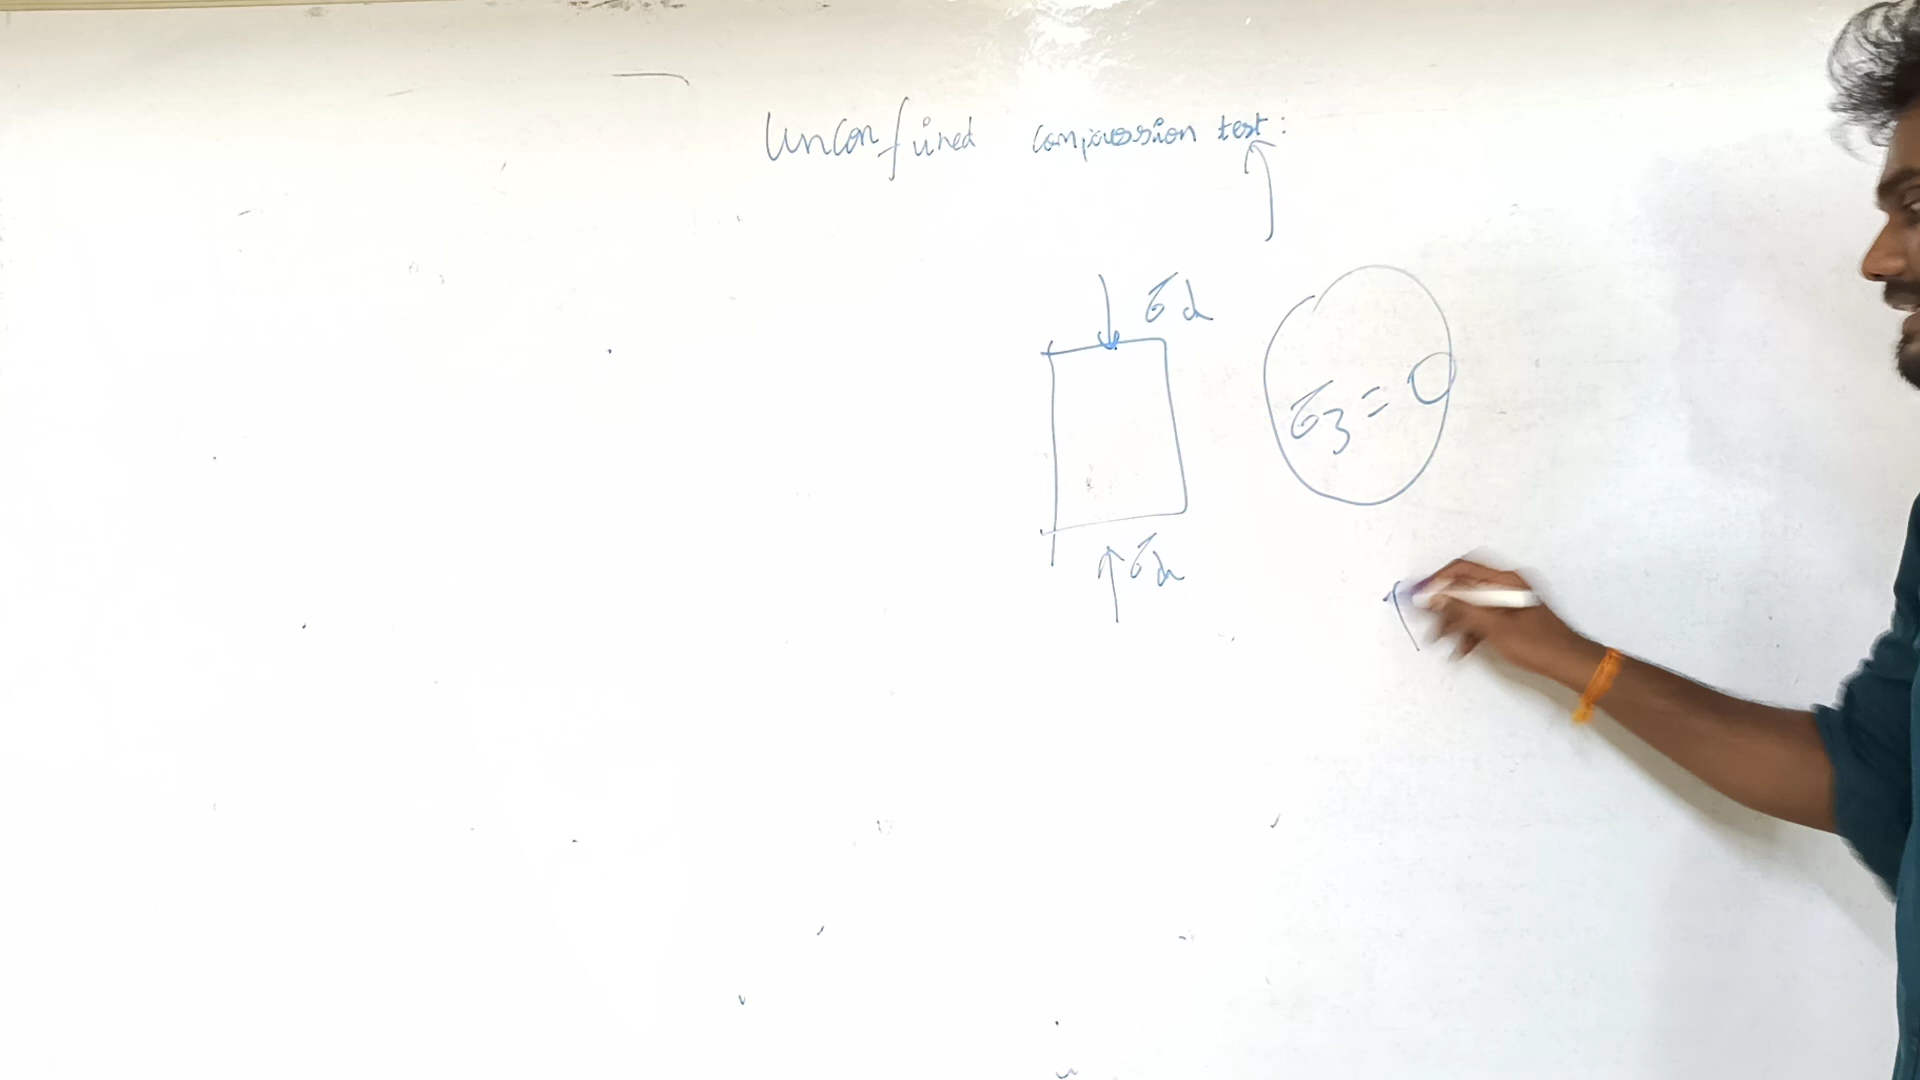 Unconfined compression test:
σd
σ3 = 0
σd